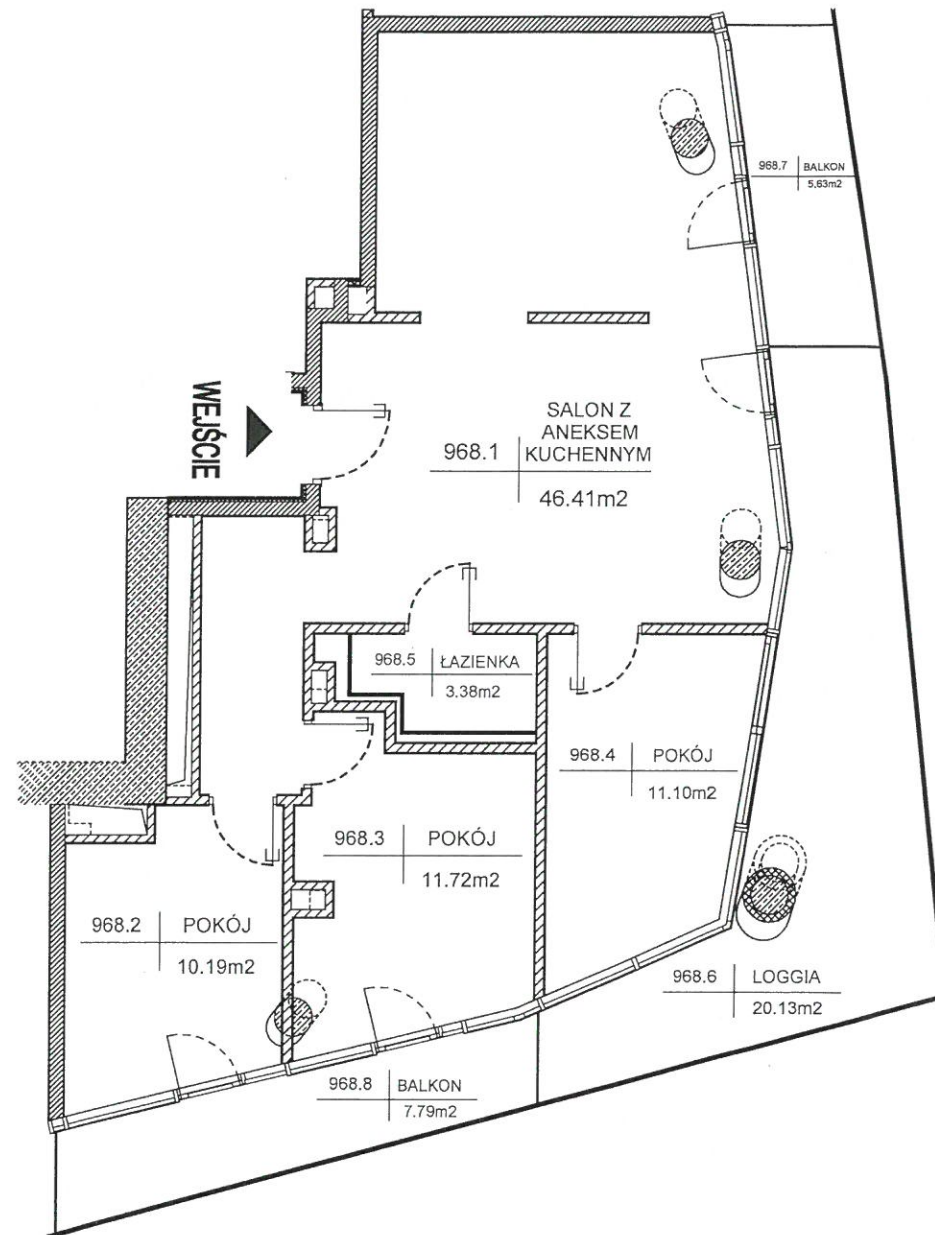 968.7 BALKON
5.63m2
WEJŚCIE
SALON Z
ANEKSEM
968.1 KUCHENNYM
46.41m2
968.5 ŁAZIENKA
3.38m2
968.4 POKÓJ
11.10m2
968.3 POKÓJ
11.72m2
968.2 POKÓJ
10.19m2
968.6 LOGGIA
20.13m2
968.8 BALKON
7.79m2